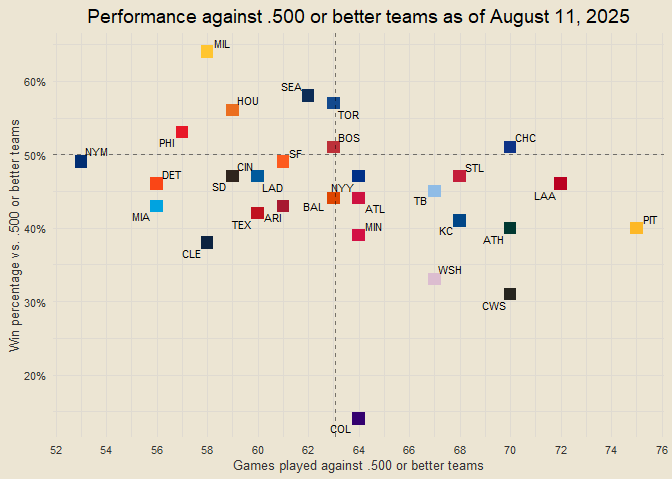 Performance against .500 or better teams as of August 11, 2025
MIL
SEA
HOU
TOR
PHI
BOS
CHC
NYM
SF
CIN
STL
DET
SD
LAD
NYY
LAA
TB
MIA
BAL
ATL
ARI
TEX
MIN
KC
ATH
PIT
CLE
WSH
CWS
COL
60%
50%
40%
30%
20%
Win percentage vs. .500 or better teams
52 54 56 58 60 62 64 66 68 70 72 74 76
Games played against .500 or better teams